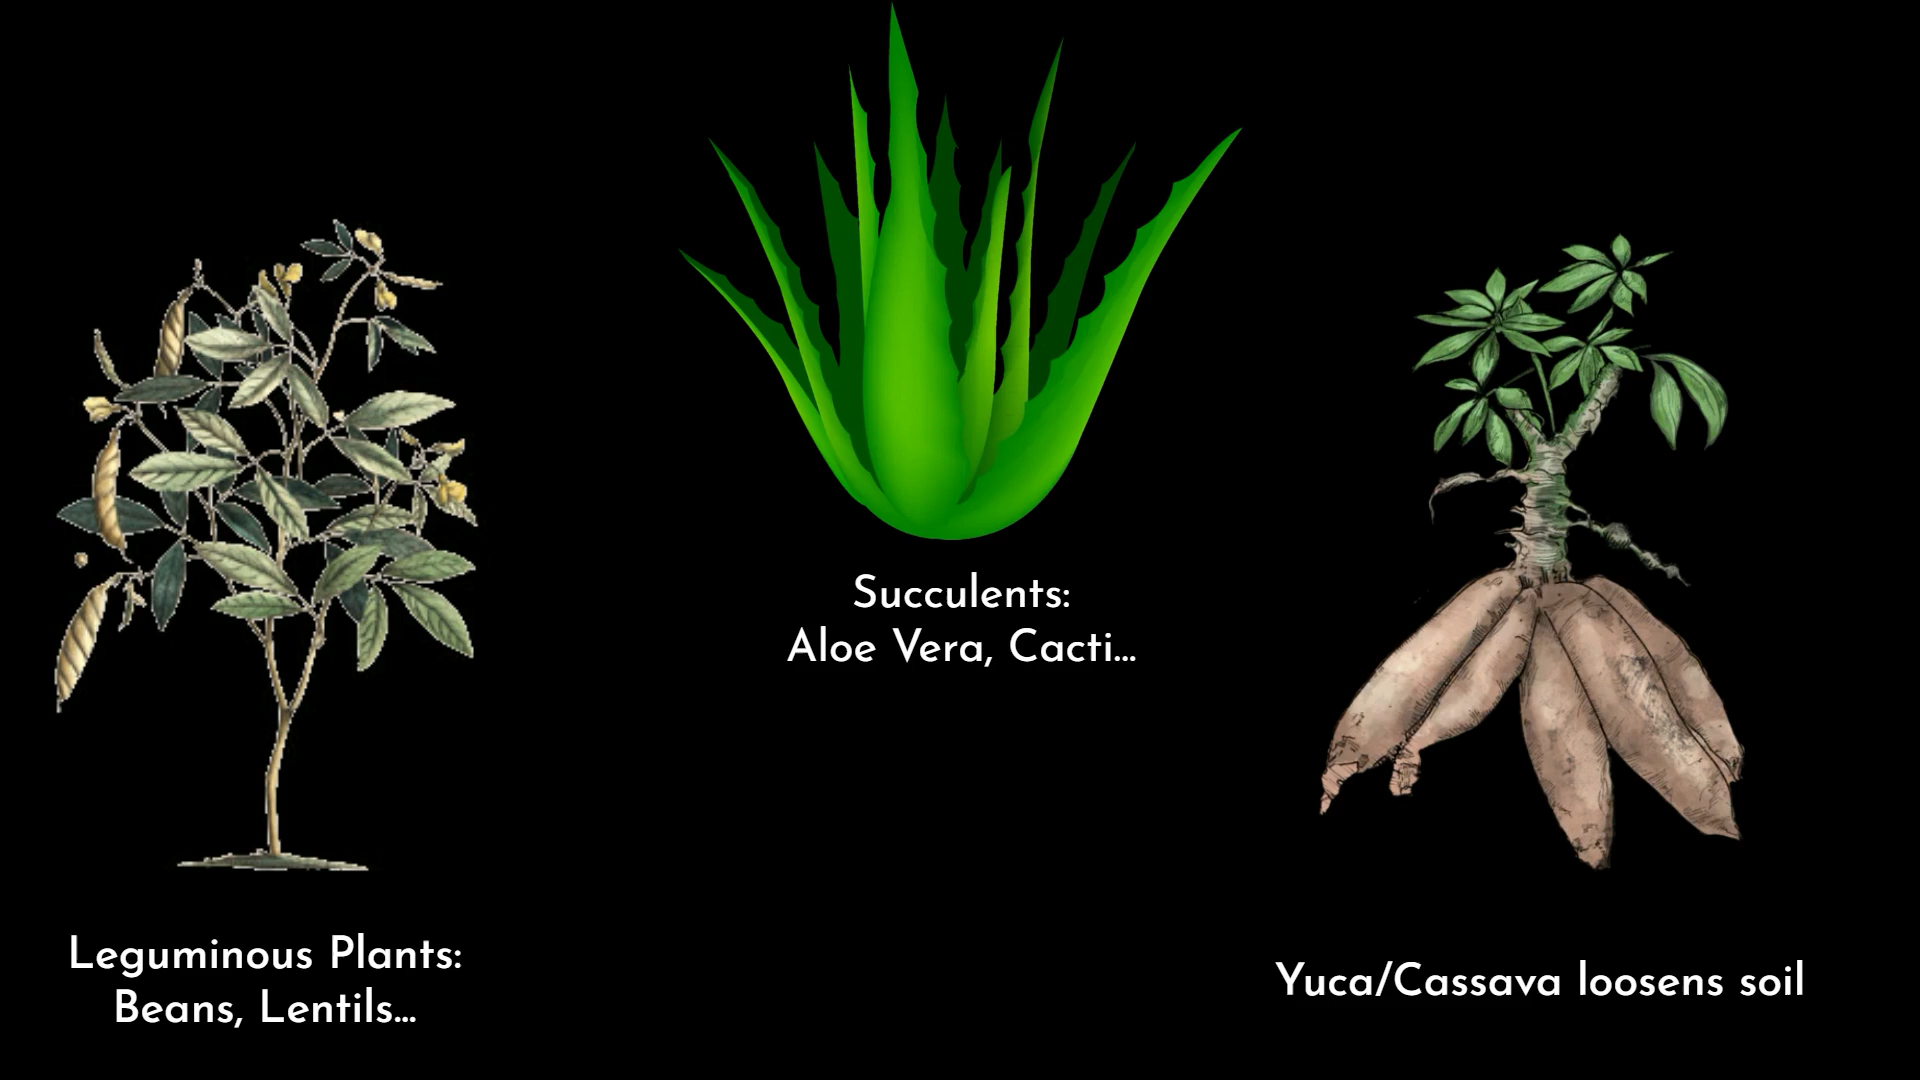 Succulents:
Aloe Vera, Cacti...
Leguminous Plants:
Beans, Lentils...
Yuca/Cassava loosens soil